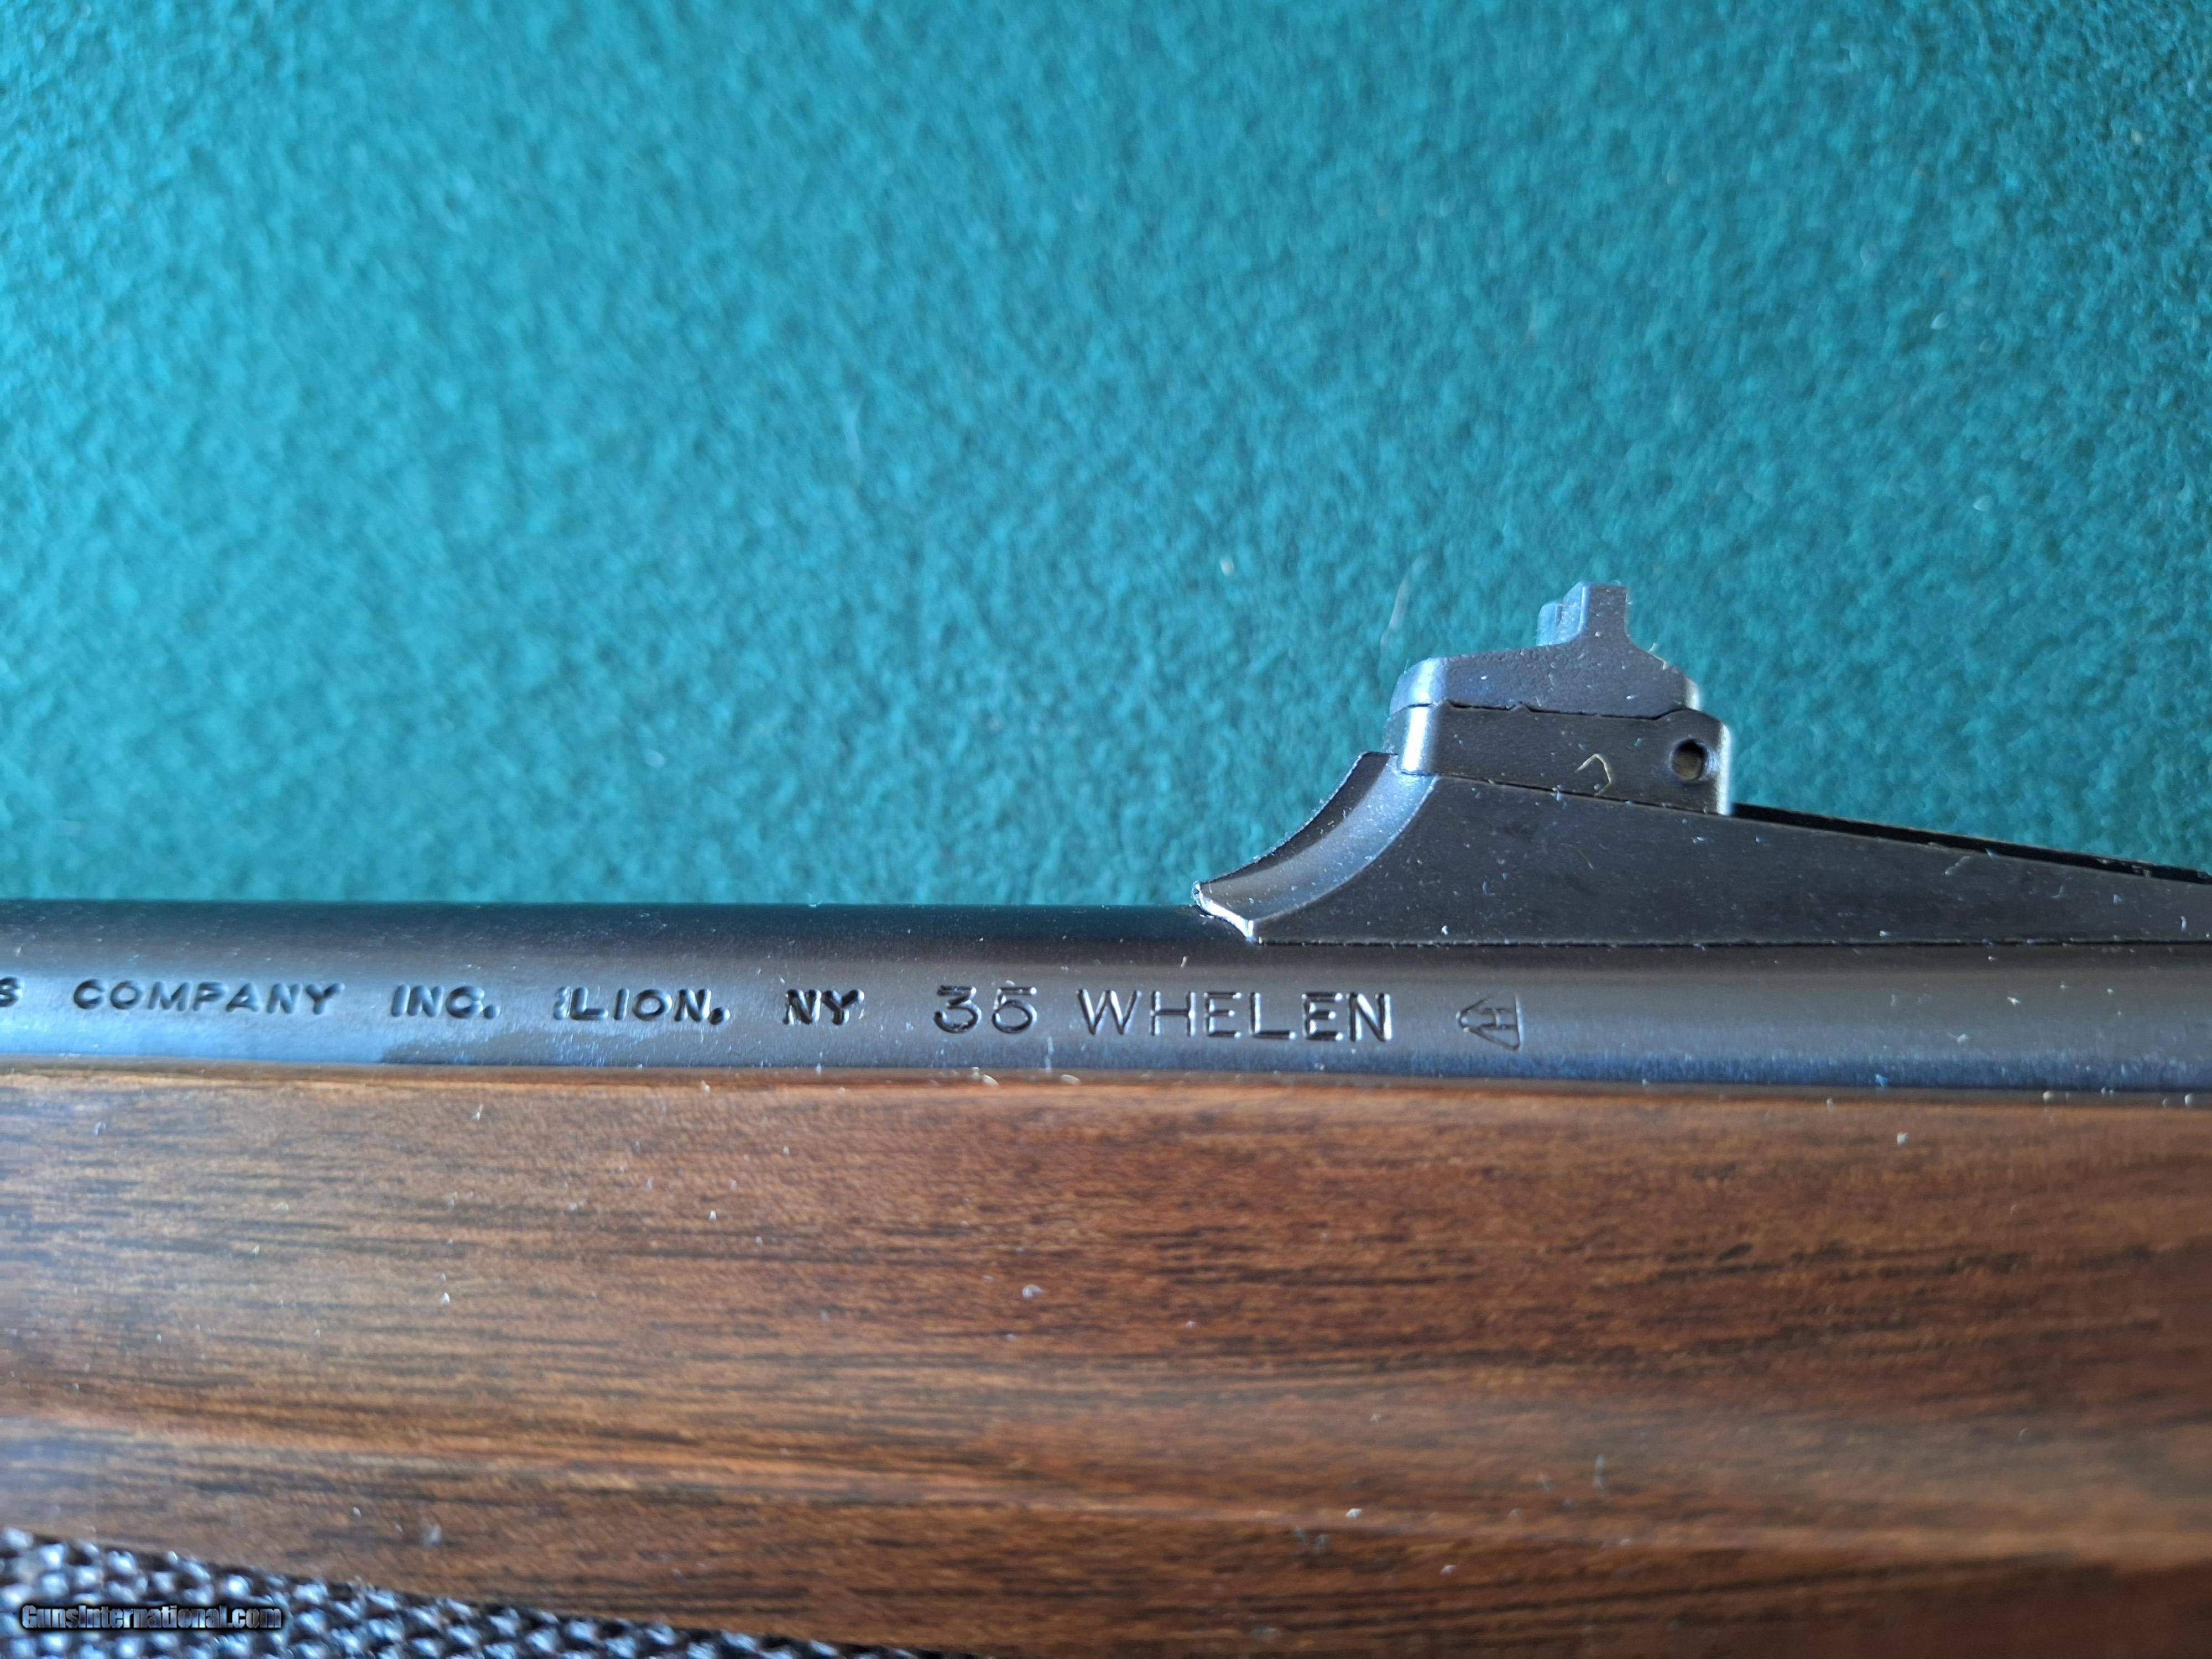 S COMPANY INC. ILION, NY 35 WHELEN
GunsInternational.com